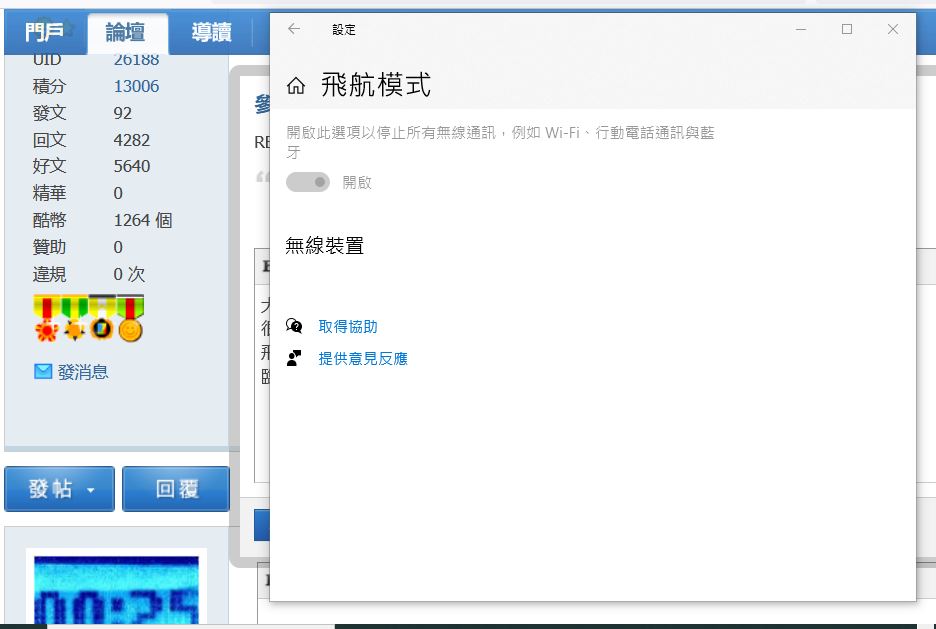 門戶 論壇 導讀
UID 26188
積分 13006
發文 92
回文 4282
好文 5640
精華 0
酷幣 1264 個
贊助 0
違規 0 次
發消息
發帖 回覆
00:25
RE
設定
飛航模式
開啟此選項以停止所有無線通訊，例如 Wi-Fi、行動電話通訊與藍
牙
開啟
無線裝置
取得協助
提供意見反應